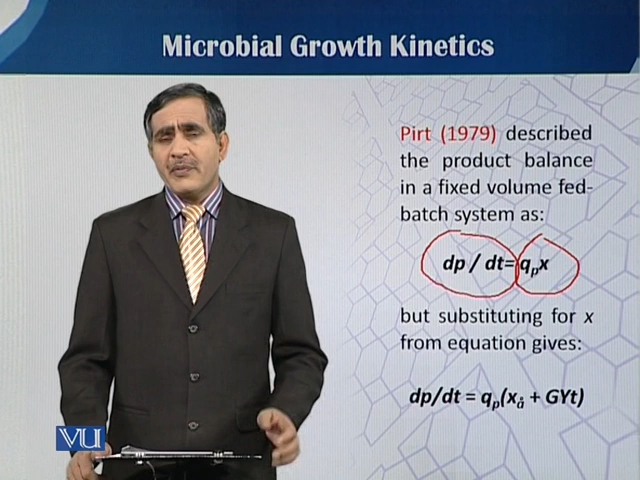 Microbial Growth Kinetics
Pirt (1979) described
the product balance
in a fixed volume fed-
batch system as:
dp / dt= qpx
but substituting for x
from equation gives:
dp/dt = qp(xå + GYt)
VU